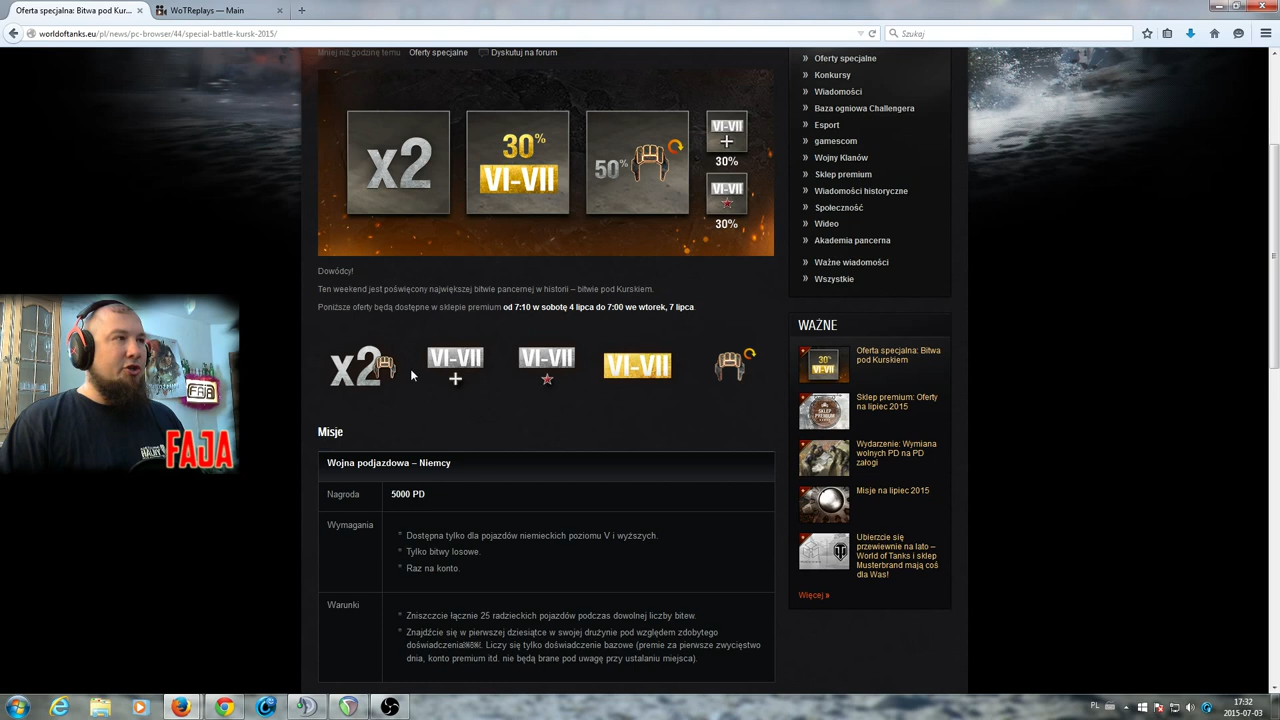 Oferta specjalna: Bitwa pod Kur...
WoTReplays — Main
worldoftanks.eu/pl/news/pc-browser/44/special-battle-kursk-2015/
Szukaj
Mniej niż godzinę temu
Oferty specjalne
Dyskutuj na forum
x2
30%
VI-VII
50%
VI-VII
30%
VI-VII
30%
Dowódcy!
Ten weekend jest poświęcony największej bitwie pancernej w historii – bitwie pod Kurskiem.
Poniższe oferty będą dostępne w sklepie premium od 7:10 w sobotę 4 lipca do 7:00 we wtorek, 7 lipca.
x2
VI-VII
VI-VII
VI-VII
Misje
Wojna podjazdowa – Niemcy
Nagroda
5000 PD
Wymagania
Dostępna tylko dla pojazdów niemieckich poziomu V i wyższych.
Tylko bitwy losowe.
Raz na konto.
Warunki
Zniszczcie łącznie 25 radzieckich pojazdów podczas dowolnej liczby bitew.
Znajdźcie się w pierwszej dziesiątce w swojej drużynie pod względem zdobytego
doświadczenia. Liczy się tylko doświadczenie bazowe (premie za pierwsze zwycięstwo
dnia, konto premium itd. nie będą brane pod uwagę przy ustalaniu miejsca).
Oferty specjalne
Konkursy
Wiadomości
Baza ogniowa Challengera
Esport
gamescom
Wojny Klanów
Sklep premium
Wiadomości historyczne
Społeczność
Wideo
Akademia pancerna
Ważne wiadomości
Wszystkie
WAŻNE
30%
VI-VII
Oferta specjalna: Bitwa
pod Kurskiem
SKLEP
PREMIUM
Sklep premium: Oferty
na lipiec 2015
Wydarzenie: Wymiana
wolnych PD na PD
załogi
Misje na lipiec 2015
Ubierzcie się
przewiewnie na lato –
World of Tanks i sklep
Musterbrand mają coś
dla Was!
Więcej »
FAJA
PL
17:32
2015-07-03